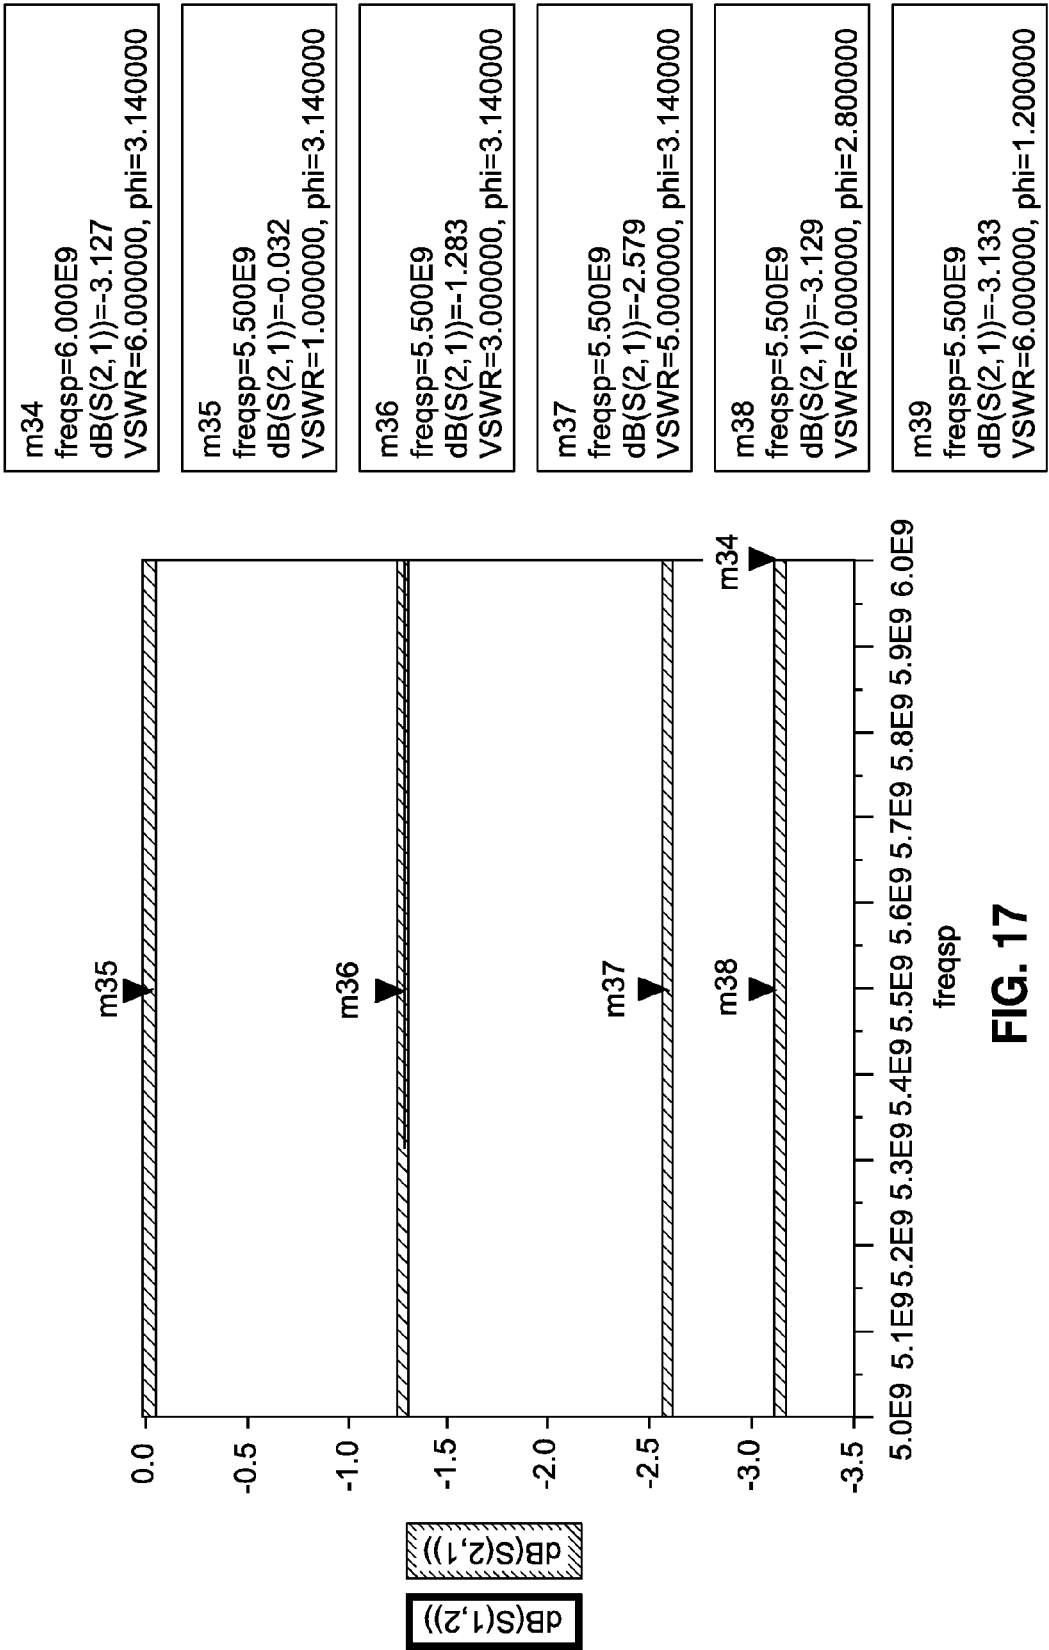 m34
freqsp=6.000E9
dB(S(2,1))=-3.127
VSWR=6.000000, phi=3.140000
m35
freqsp=5.500E9
dB(S(2,1))=-0.032
VSWR=1.000000, phi=3.140000
m36
freqsp=5.500E9
dB(S(2,1))=-1.283
VSWR=3.000000, phi=3.140000
m37
freqsp=5.500E9
dB(S(2,1))=-2.579
VSWR=5.000000, phi=3.140000
m38
freqsp=5.500E9
dB(S(2,1))=-3.129
VSWR=6.000000, phi=2.800000
m39
freqsp=5.500E9
dB(S(2,1))=-3.133
VSWR=6.000000, phi=1.200000
m35
m36
m37
m38
m34
0.0
-0.5
-1.0
-1.5
-2.0
-2.5
-3.0
-3.5
5.0E9 5.1E9 5.2E9 5.3E9 5.4E9 5.5E9 5.6E9 5.7E9 5.8E9 5.9E9 6.0E9
freqsp
dB(S(2,1))
dB(S(1,2))
FIG. 17